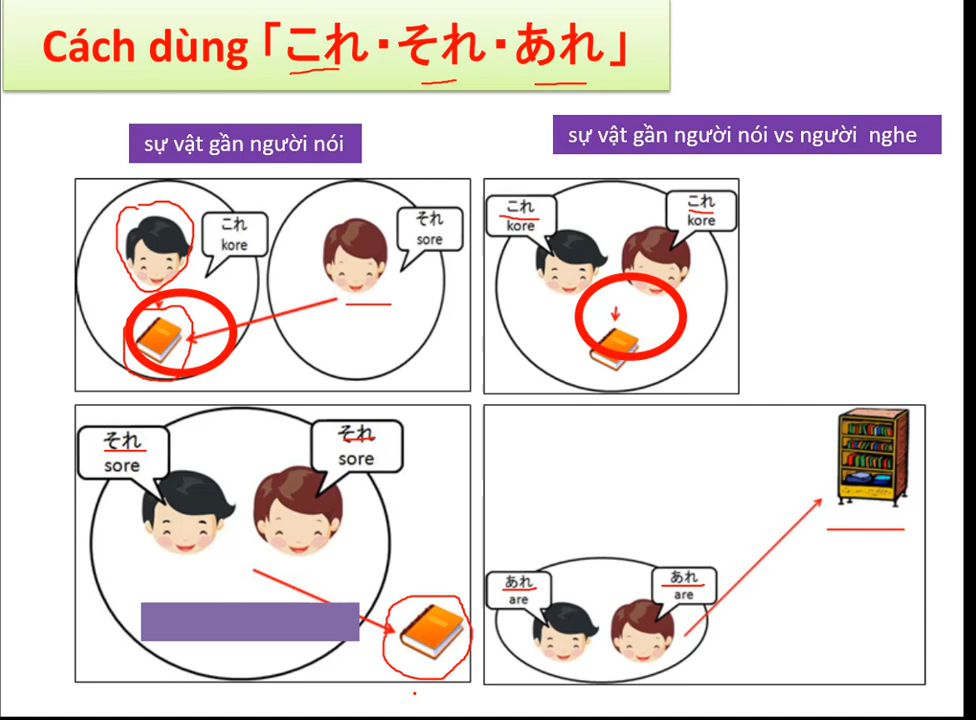 Cách dùng「これ・それ・あれ」
sự vật gần người nói
sự vật gần người nói vs người nghe
これ
kore
それ
sore
これ
kore
これ
kore
それ
sore
それ
sore
あれ
are
あれ
are